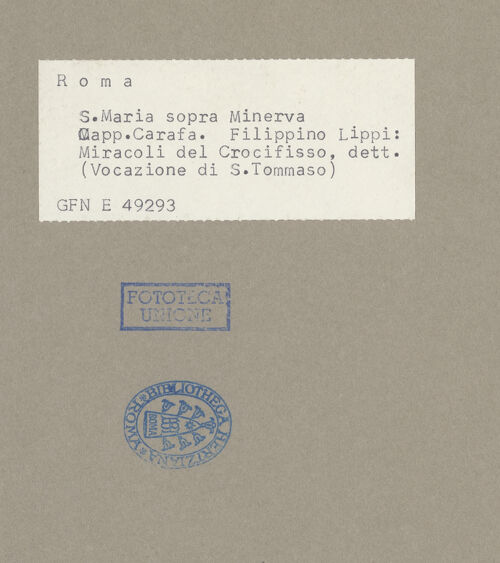 Roma
S.Maria sopra Minerva
Capp.Carafa. Filippino Lippi:
Miracoli del Crocifisso, dett.
(Vocazione di S.Tommaso)
GFN E 49293
FOTOTECA
UNIONE
BIBLIOTHECA HERTZIANA ROMA
ROMA